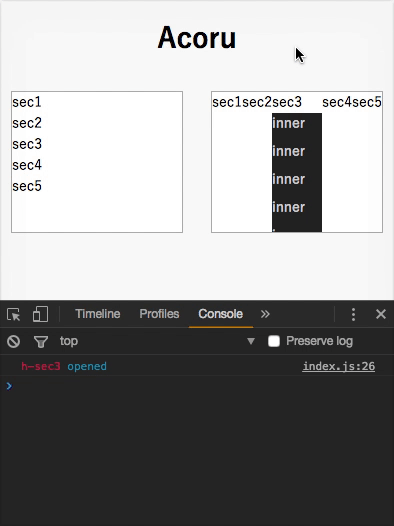 Acoru
sec1
sec2
sec3
sec4
sec5
sec1sec2sec3 sec4sec5
inner
inner
inner
inner
Timeline Profiles Console »
top ▼ Preserve log
h-sec3 opened index.js:26
>